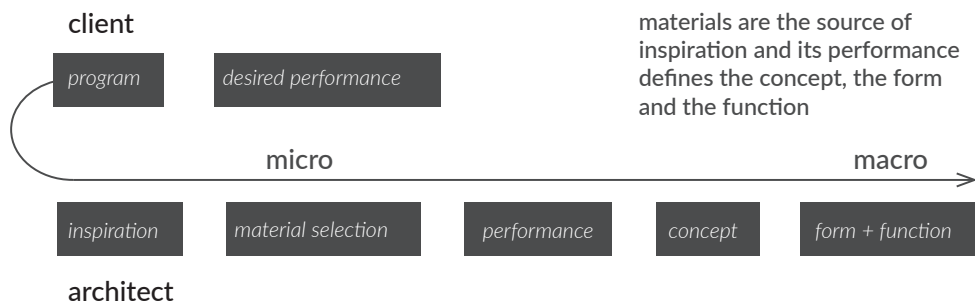 client
materials are the source of
inspiration and its performance
defines the concept, the form
and the function
program
desired performance
micro
macro
inspiration
material selection
performance
concept
form + function
architect